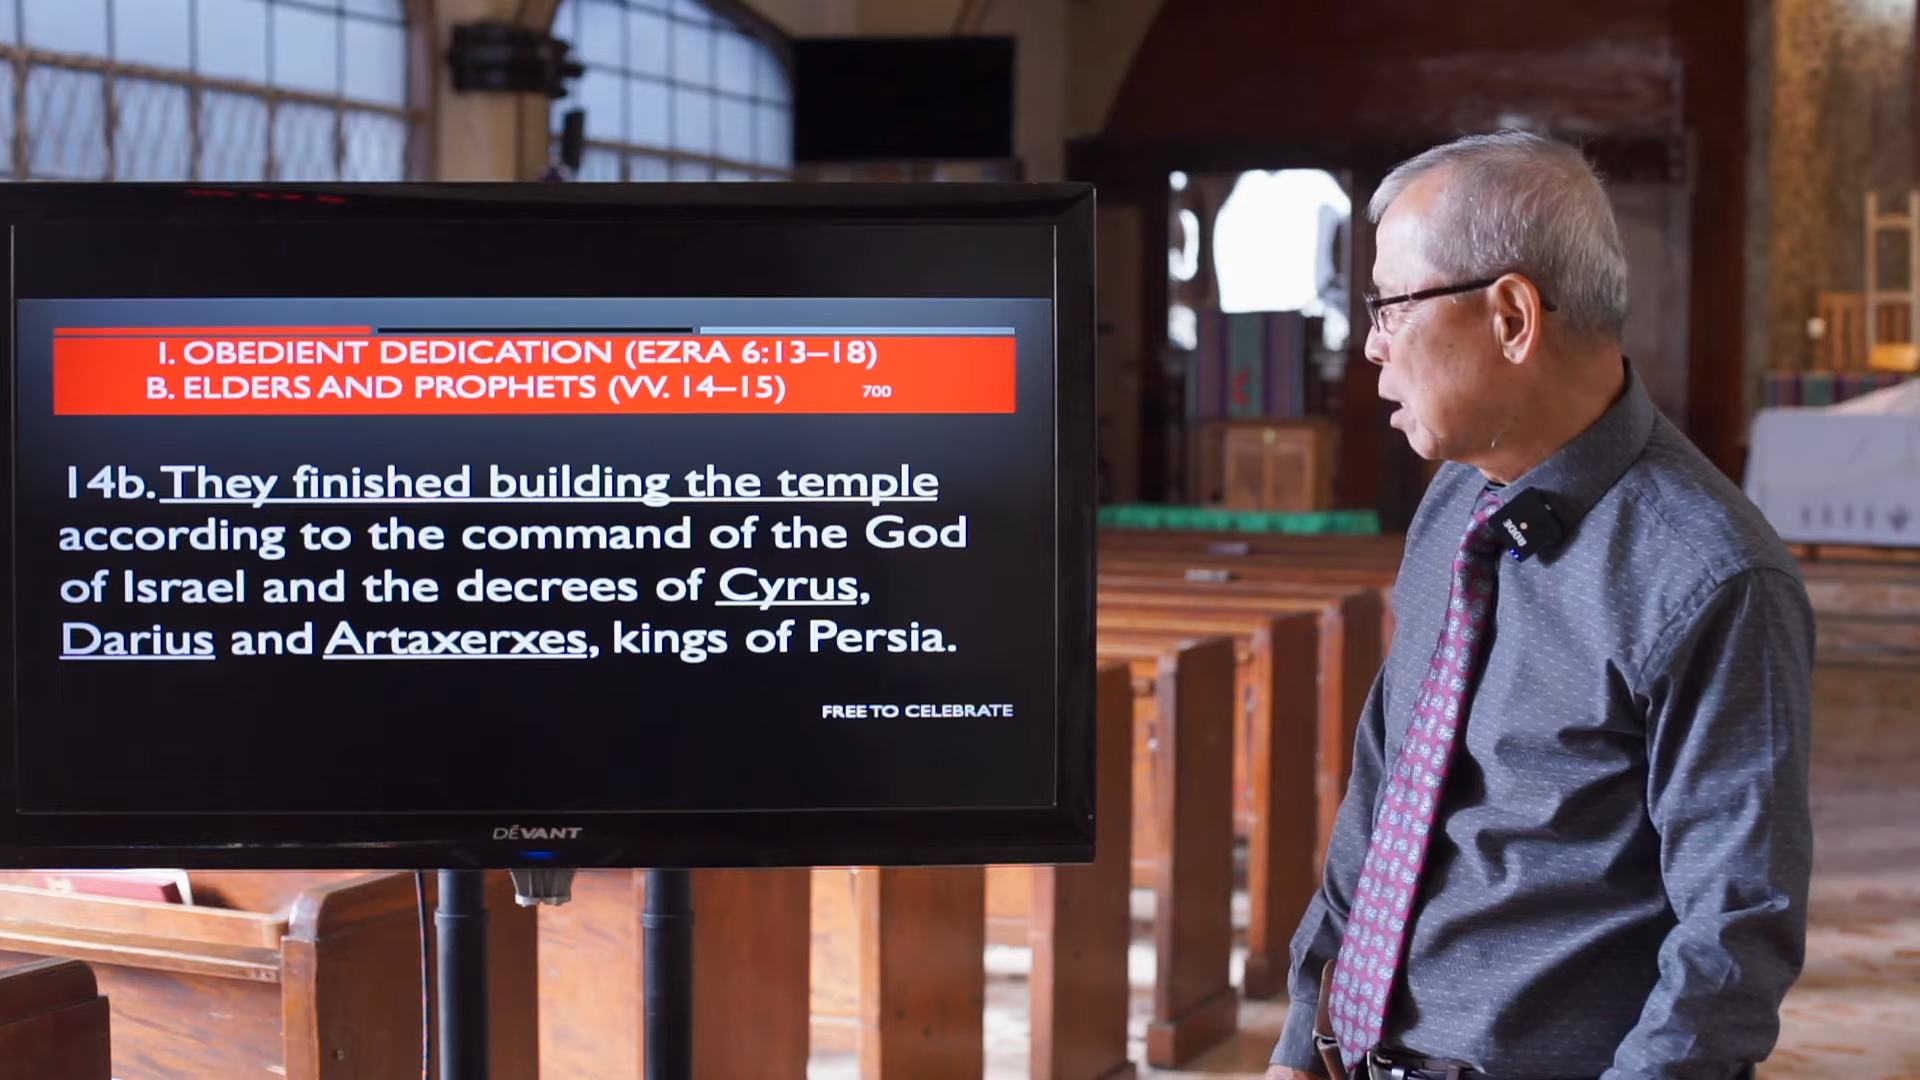 I. OBEDIENT DEDICATION (EZRA 6:13–18)
B. ELDERS AND PROPHETS (VV. 14–15) 700
14b. They finished building the temple
according to the command of the God
of Israel and the decrees of Cyrus,
Darius and Artaxerxes, kings of Persia.
FREE TO CELEBRATE
DĒVANT
RØDE